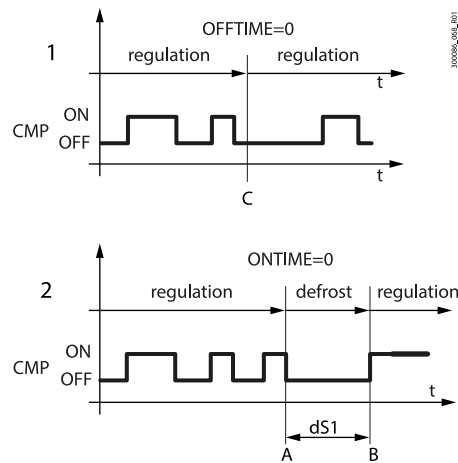 300086_068_R01
1
OFFTIME=0
regulation
regulation
t
CMP
ON
OFF
t
C
2
ONTIME=0
regulation
defrost
regulation
CMP
ON
OFF
t
dS1
A
B